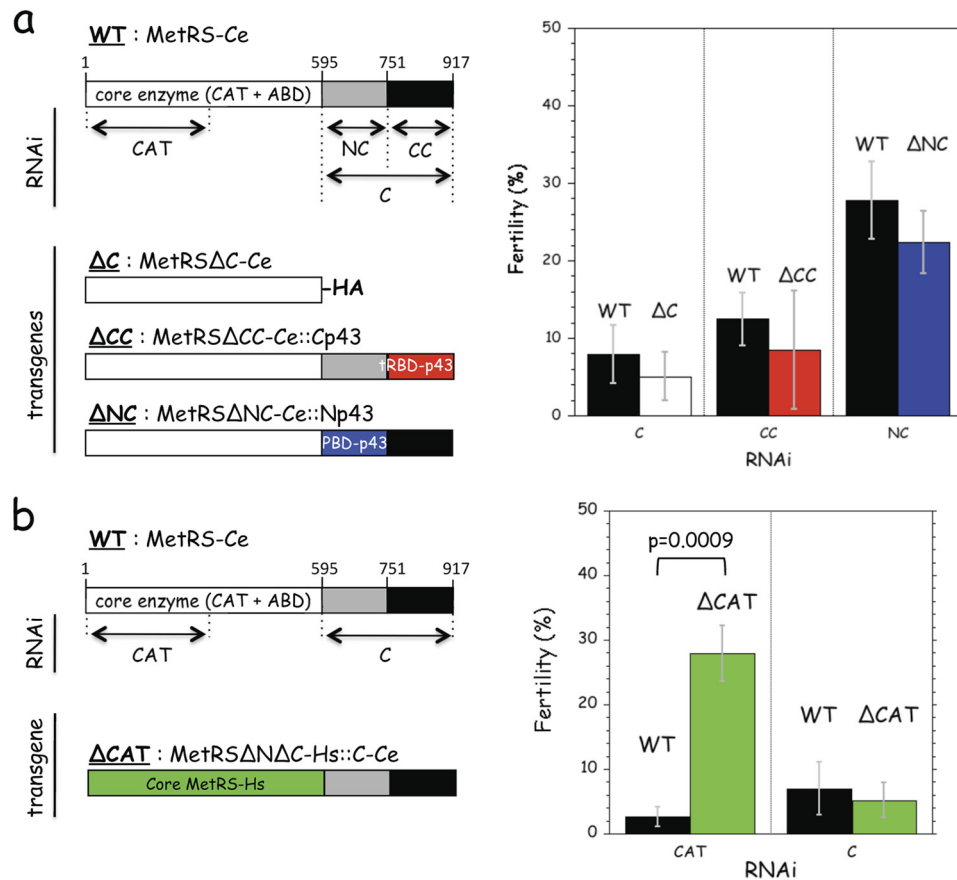 a
WT : MetRS-Ce
1 595 751 917
core enzyme (CAT + ABD)
RNAi
CAT
NC
CC
C
transgenes
ΔC : MetRSΔC-Ce
-HA
ΔCC : MetRSΔCC-Ce::Cp43
tRBD-p43
ΔNC : MetRSΔNC-Ce::Np43
PBD-p43
Fertility (%)
50
40
30
20
10
0
WT ΔC
WT ΔCC
WT ΔNC
C CC NC
RNAi
b
WT : MetRS-Ce
1 595 751 917
core enzyme (CAT + ABD)
RNAi
CAT
C
transgene
ΔCAT : MetRSΔNΔC-Hs::C-Ce
Core MetRS-Hs
Fertility (%)
50
40
30
20
10
0
p=0.0009
WT ΔCAT
WT ΔCAT
CAT C
RNAi